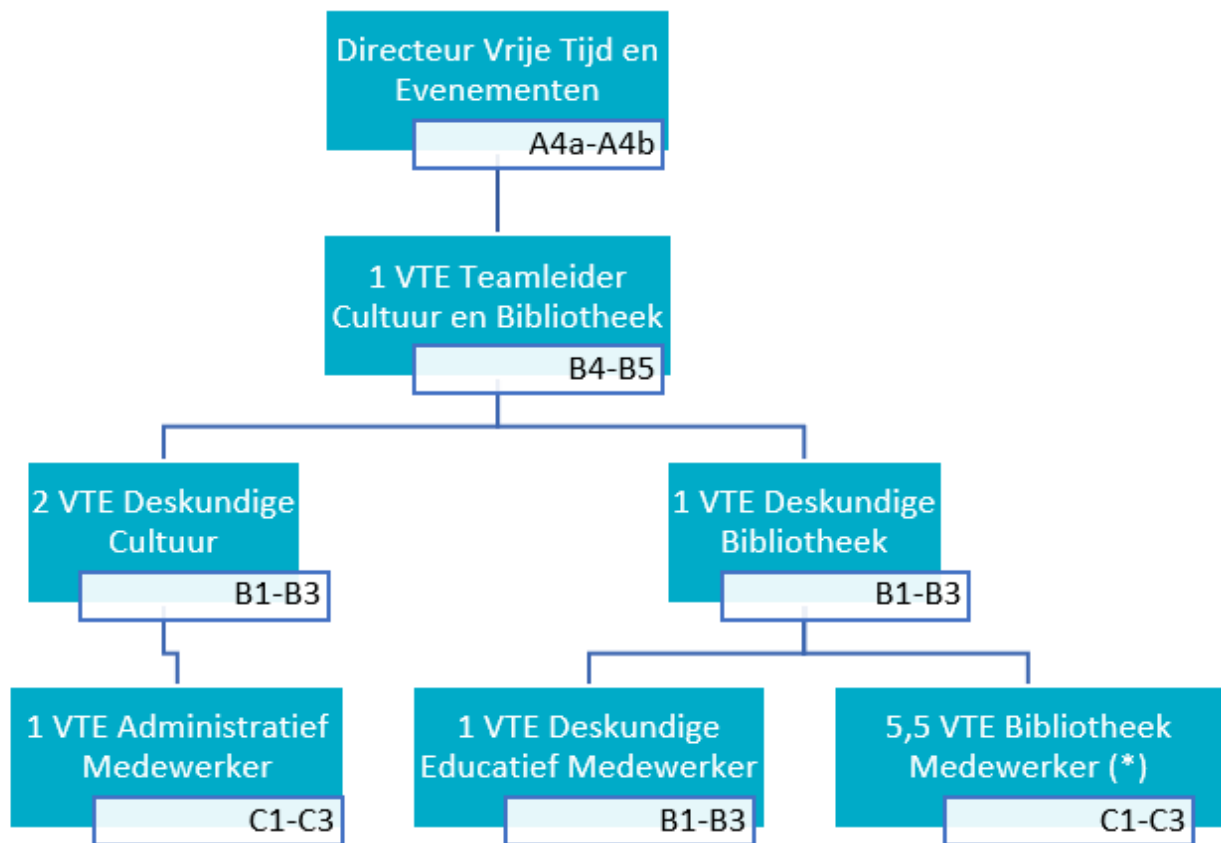 Directeur Vrije Tijd en
Evenementen
A4a-A4b
1 VTE Teamleider
Cultuur en Bibliotheek
B4-B5
2 VTE Deskundige
Cultuur
B1-B3
1 VTE Deskundige
Bibliotheek
B1-B3
1 VTE Administratief
Medewerker
C1-C3
1 VTE Deskundige
Educatief Medewerker
B1-B3
5,5 VTE Bibliotheek
Medewerker (*)
C1-C3